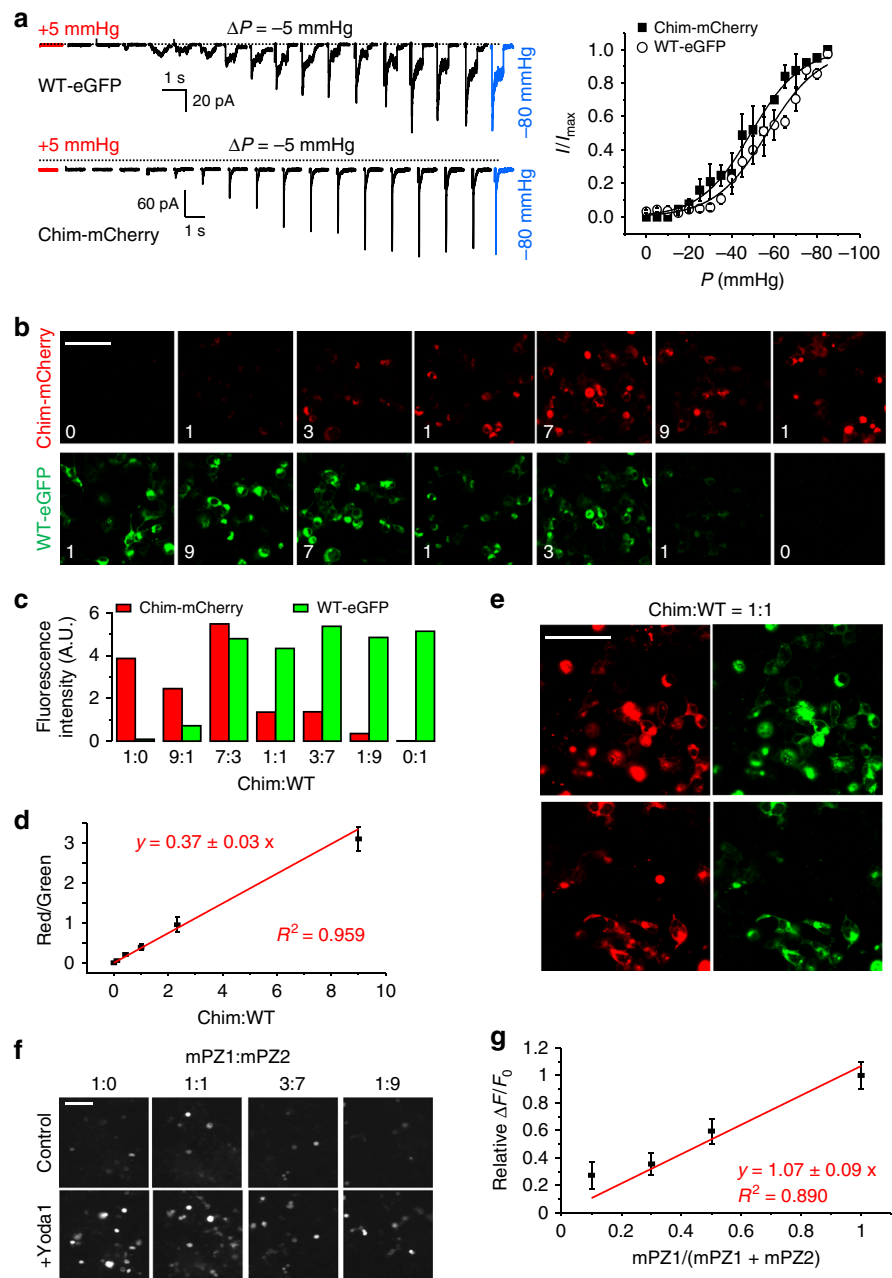 a
+5 mmHg
ΔP = –5 mmHg
WT-eGFP
1 s
20 pA
–80 mmHg
+5 mmHg
ΔP = –5 mmHg
60 pA
1 s
Chim-mCherry
–80 mmHg
Chim-mCherry
WT-eGFP
I/Imax
1.0
0.8
0.6
0.4
0.2
0.0
0 –20 –40 –60 –80 –100
P (mmHg)
b
Chim-mCherry
0 1 3 1 7 9 1
WT-eGFP
1 9 7 1 3 1 0
c
Chim-mCherry WT-eGFP
Fluorescence
intensity (A.U.)
6
4
2
0
1:0 9:1 7:3 1:1 3:7 1:9 0:1
Chim:WT
d
y = 0.37 ± 0.03 x
R² = 0.959
Red/Green
3
2
1
0
0 2 4 6 8 10
Chim:WT
e
Chim:WT = 1:1
f
mPZ1:mPZ2
1:0 1:1 3:7 1:9
Control
+Yoda1
g
Relative ΔF/F0
1.2
1
0.8
0.6
0.4
0.2
0
y = 1.07 ± 0.09 x
R² = 0.890
0 0.2 0.4 0.6 0.8 1
mPZ1/(mPZ1 + mPZ2)